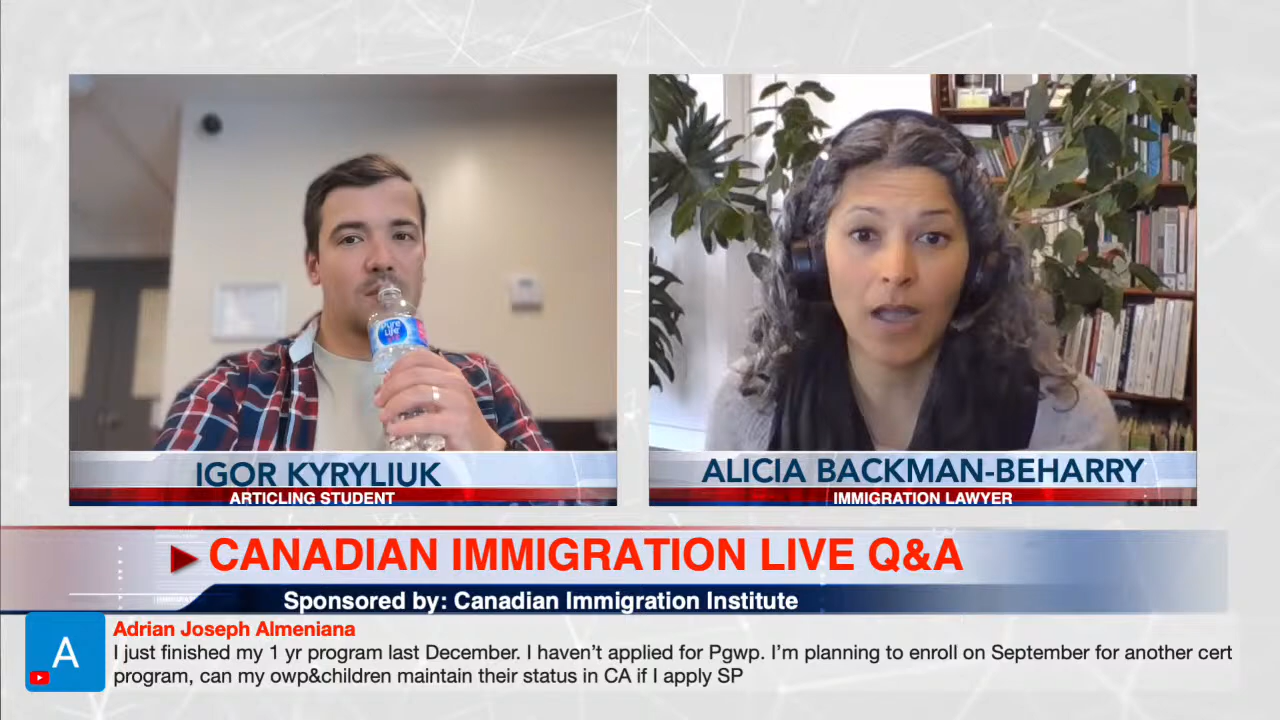 Pure
Life
IGOR KYRYLIUK
ARTICLING STUDENT
ALICIA BACKMAN-BEHARRY
IMMIGRATION LAWYER
CANADIAN IMMIGRATION LIVE Q&A
Sponsored by: Canadian Immigration Institute
A
Adrian Joseph Almeniana
I just finished my 1 yr program last December. I haven’t applied for Pgwp. I’m planning to enroll on September for another cert
program, can my owp&children maintain their status in CA if I apply SP